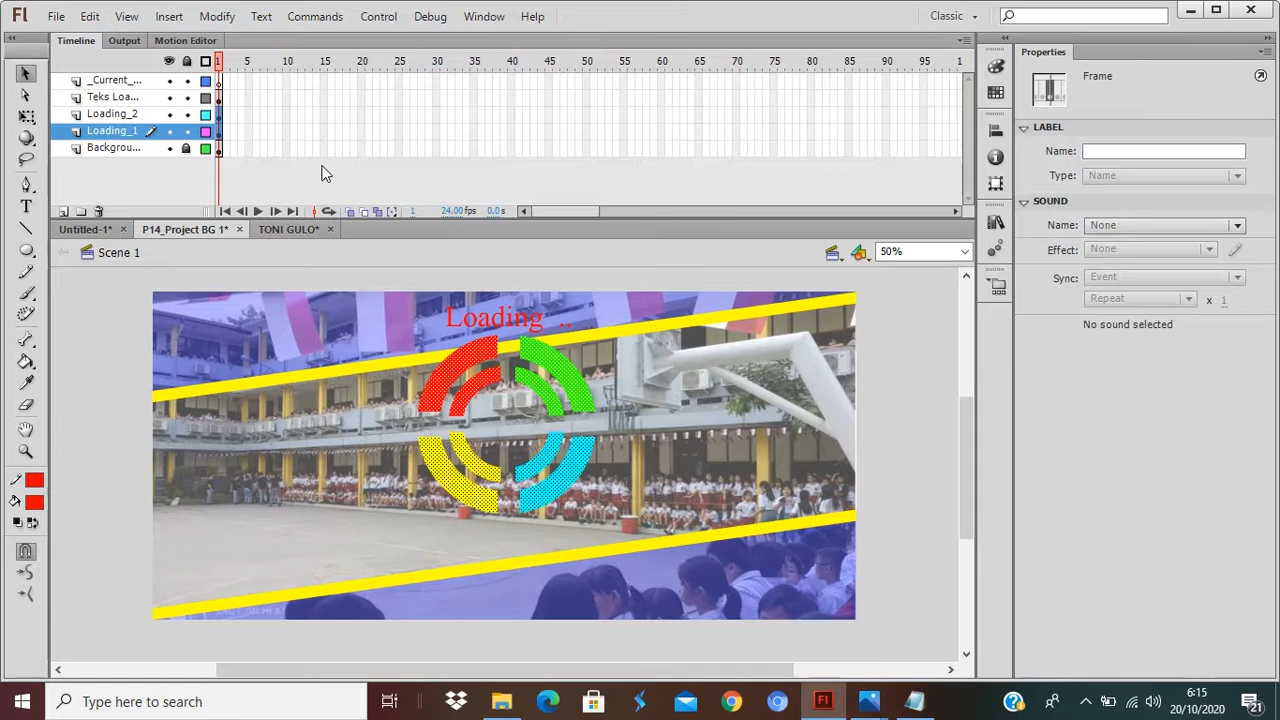 Fl File Edit View Insert Modify Text Commands Control Debug Window Help Classic
Timeline Output Motion Editor
1 5 10 15 20 25 30 35 40 45 50 55 60 65 70 75 80 85 90 95 1
_Current_...
Teks Loa...
Loading_2
Loading_1
Backgrou...
1 24.00 fps 0.0 s
Untitled-1* × P14_Project BG 1* × TONI GULO* ×
Scene 1 50%
Loading ..
Properties
Frame
LABEL
Name:
Type: Name
SOUND
Name: None
Effect: None
Sync: Event
Repeat x 1
No sound selected
Type here to search
Fl
6:15
20/10/2020
21